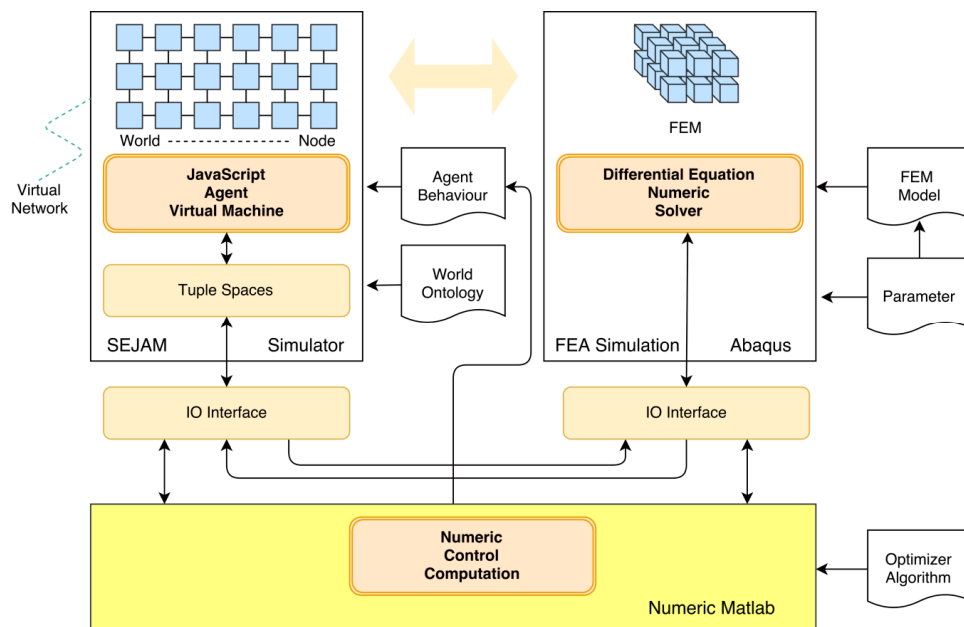 World
Node
FEM
Virtual
Network
JavaScript
Agent
Virtual Machine
Agent
Behaviour
Differential Equation
Numeric
Solver
FEM
Model
Tuple Spaces
World
Ontology
Parameter
SEJAM
Simulator
FEA Simulation
Abaqus
IO Interface
IO Interface
Numeric
Control
Computation
Optimizer
Algorithm
Numeric Matlab